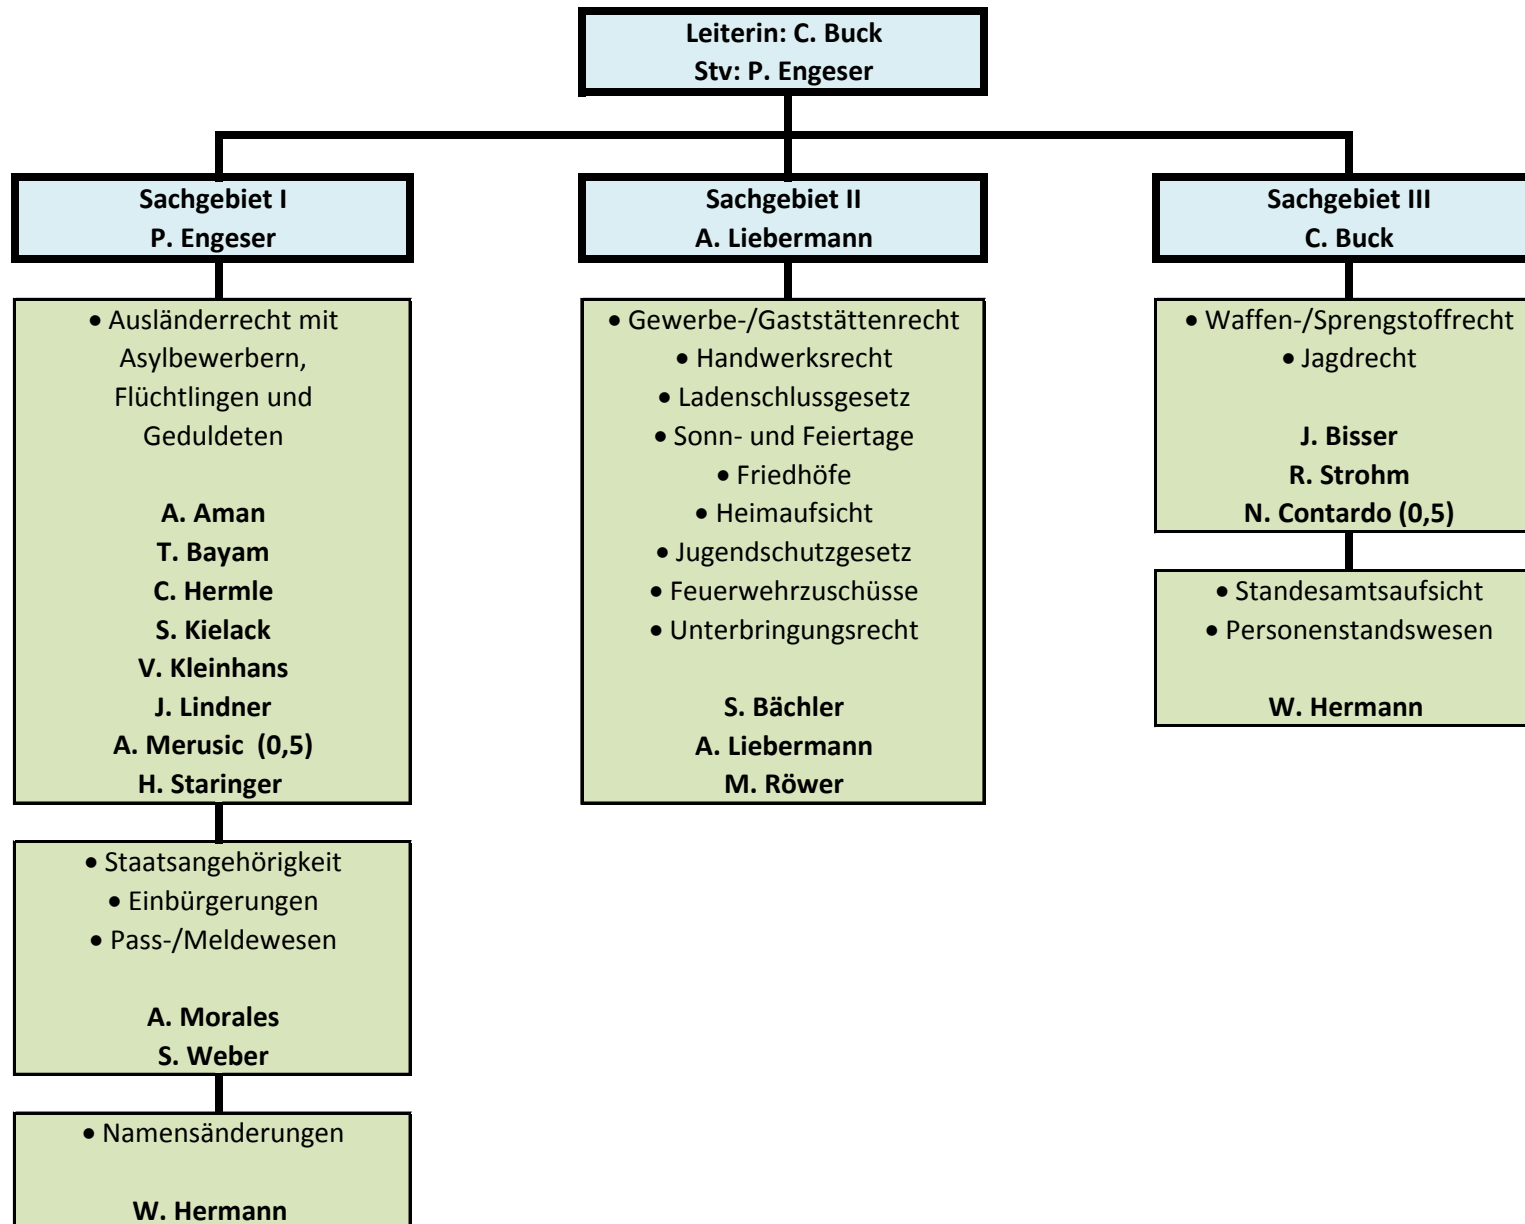 Leiterin: C. Buck
Stv: P. Engeser
Sachgebiet I
P. Engeser
• Ausländerrecht mit
Asylbewerbern,
Flüchtlingen und
Geduldeten
A. Aman
T. Bayam
C. Hermle
S. Kielack
V. Kleinhans
J. Lindner
A. Merusic (0,5)
H. Staringer
• Staatsangehörigkeit
• Einbürgerungen
• Pass-/Meldewesen
A. Morales
S. Weber
• Namensänderungen
W. Hermann
Sachgebiet II
A. Liebermann
• Gewerbe-/Gaststättenrecht
• Handwerksrecht
• Ladenschlussgesetz
• Sonn- und Feiertage
• Friedhöfe
• Heimaufsicht
• Jugendschutzgesetz
• Feuerwehrzuschüsse
• Unterbringungsrecht
S. Bächler
A. Liebermann
M. Röwer
Sachgebiet III
C. Buck
• Waffen-/Sprengstoffrecht
• Jagdrecht
J. Bisser
R. Strohm
N. Contardo (0,5)
• Standesamtsaufsicht
• Personenstandswesen
W. Hermann